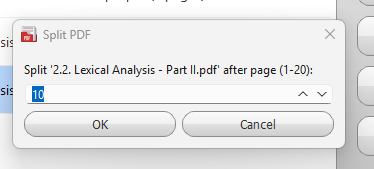 Split PDF
Split '2.2. Lexical Analysis - Part II.pdf' after page (1-20):
10
OK
Cancel